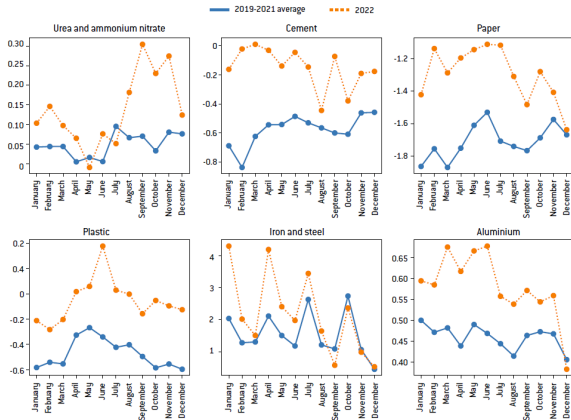 2019-2021 average 2022
Urea and ammonium nitrate
0.30
0.25
0.20
0.15
0.10
0.05
0
January
February
March
April
May
June
July
August
September
October
November
December
Cement
0
-0.2
-0.4
-0.6
-0.8
January
February
March
April
May
June
July
August
September
October
November
December
Paper
-1.2
-1.4
-1.6
-1.8
January
February
March
April
May
June
July
August
September
October
November
December
Plastic
0.2
0.2
0
-0.2
-0.4
-0.6
January
February
March
April
May
June
July
August
September
October
November
December
Iron and steel
4
3
2
1
January
February
March
April
May
June
July
August
September
October
November
December
Aluminium
0.65
0.60
0.55
0.50
0.45
0.40
January
February
March
April
May
June
July
August
September
October
November
December